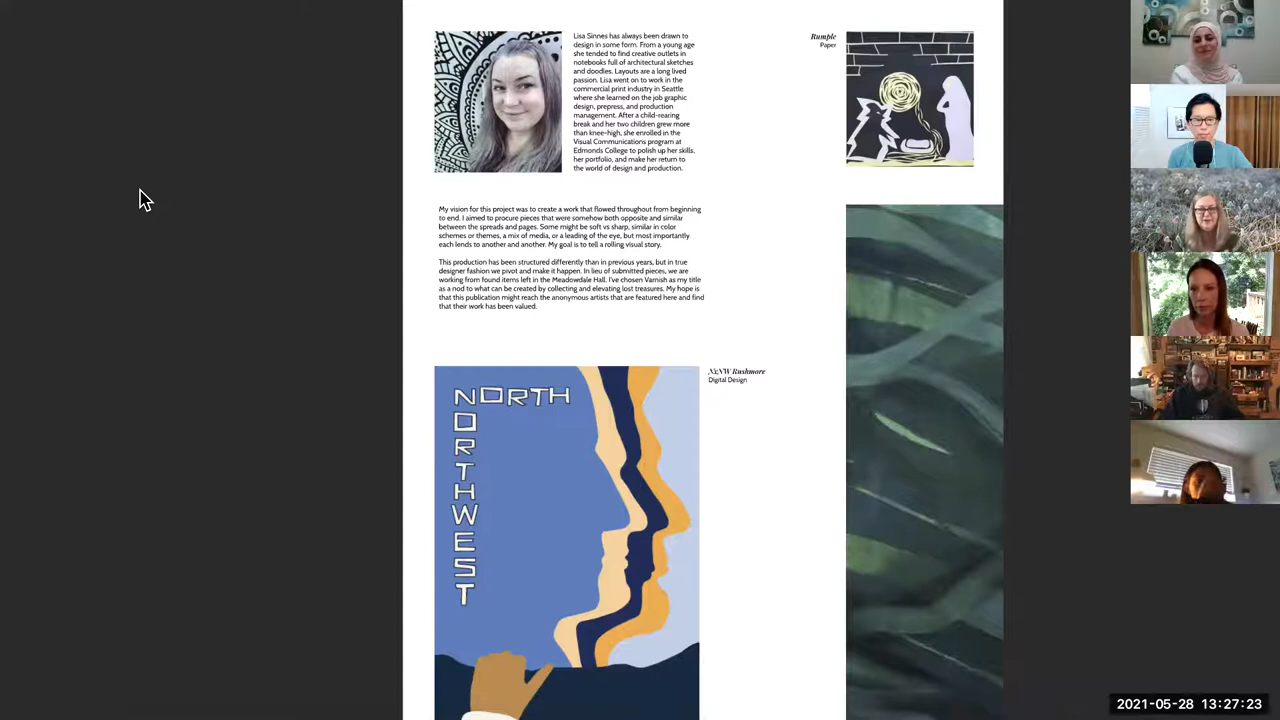 Lisa Sinnes has always been drawn to
design in some form. From a young age
she tended to find creative outlets in
notebooks full of architectural sketches
and doodles. Layouts are a long lived
passion. Lisa went on to work in the
commercial print industry in Seattle
where she learned on the job graphic
design, prepress, and production
management. After a child-rearing
break and her two children grew more
than knee-high, she enrolled in the
Visual Communications program at
Edmonds College to polish up her skills,
her portfolio, and make her return to
the world of design and production.
Rumple
Paper
My vision for this project was to create a work that flowed throughout from beginning
to end. I aimed to procure pieces that were somehow both opposite and similar
between the spreads and pages. Some might be soft vs sharp, similar in color
schemes or themes, a mix of media, or a leading of the eye, but most importantly
each lends to another and another. My goal is to tell a rolling visual story.
This production has been structured differently than in previous years, but in true
designer fashion we pivot and make it happen. In lieu of submitted pieces, we are
working from found items left in the Meadowdale Hall. I've chosen Varnish as my title
as a nod to what can be created by collecting and elevating lost treasures. My hope is
that this publication might reach the anonymous artists that are featured here and find
that their work has been valued.
NxNW Rushmore
Digital Design
NORTH
NORTHWEST
2021-05-28 13:27:23